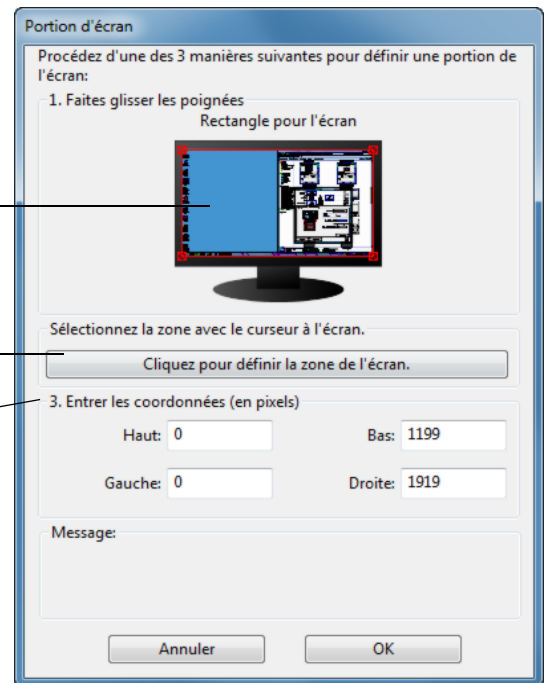 Portion d'écran
Procédez d'une des 3 manières suivantes pour définir une portion de
l'écran:
1. Faites glisser les poignées
Rectangle pour l'écran
Sélectionnez la zone avec le curseur à l'écran.
Cliquez pour définir la zone de l'écran.
3. Entrer les coordonnées (en pixels)
Haut: 0 Bas: 1199
Gauche: 0 Droite: 1919
Message:
Annuler OK